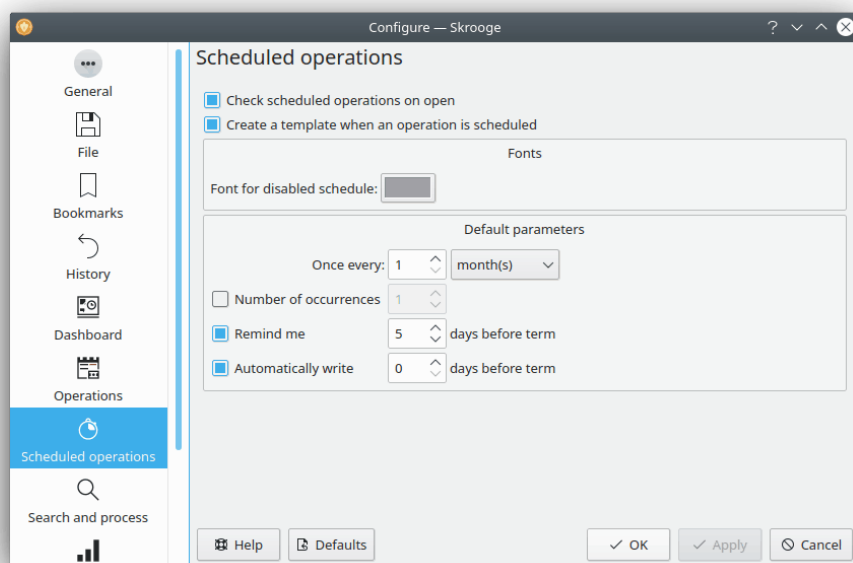 Configure — Skrooge
General
File
Bookmarks
History
Dashboard
Operations
Scheduled operations
Search and process
Scheduled operations
Check scheduled operations on open
Create a template when an operation is scheduled
Fonts
Font for disabled schedule:
Default parameters
Once every: 1 month(s)
Number of occurrences 1
Remind me 5 days before term
Automatically write 0 days before term
Help Defaults OK Apply Cancel